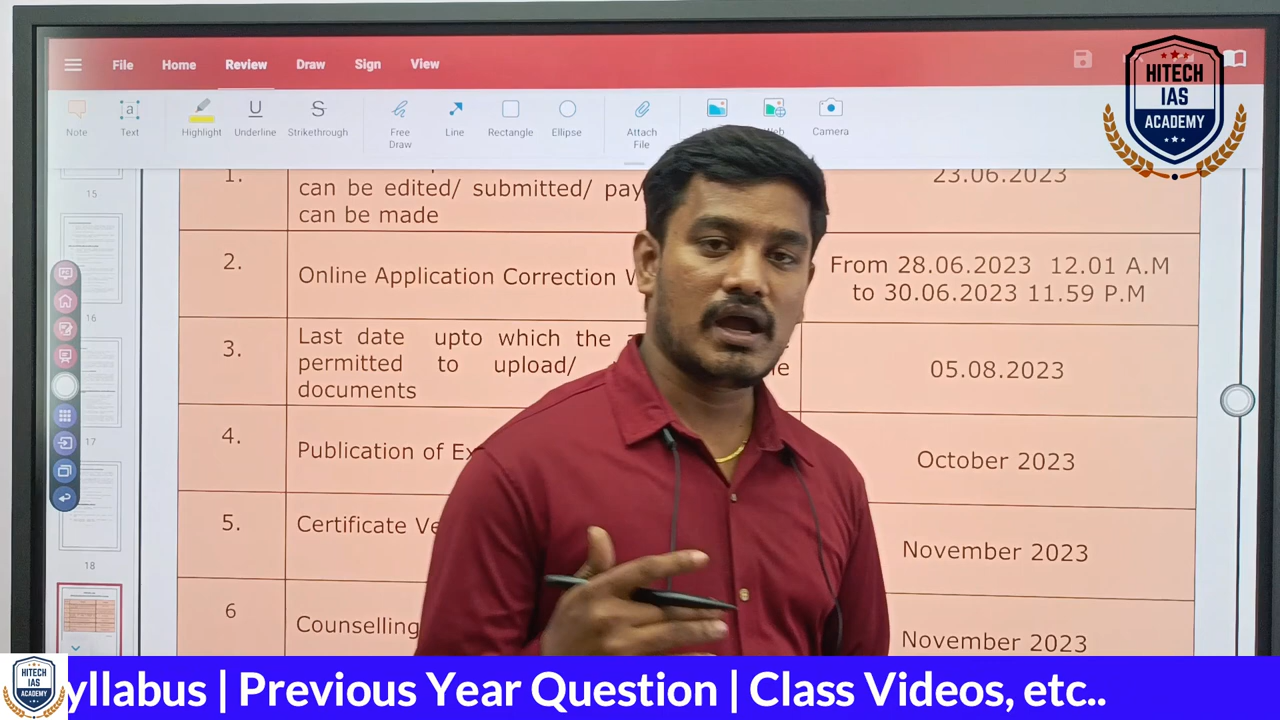 File Home Review Draw Sign View
HITECH
IAS
ACADEMY
Note Text Highlight Underline Strikethrough Free Draw Line Rectangle Ellipse Attach File Camera
15
1.
can be edited/ submitted/ pay
can be made
23.06.2023
2.
Online Application Correction
From 28.06.2023 12.01 A.M
to 30.06.2023 11.59 P.M
16
3.
Last date upto which the
permitted to upload/
documents
05.08.2023
17
4.
Publication of Ex
October 2023
5.
Certificate Ve
November 2023
18
6
Counselling
November 2023
HITECH
IAS
ACADEMY
yllabus | Previous Year Question | Class Videos, etc..